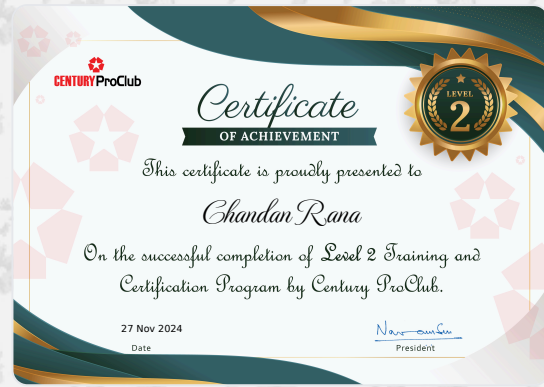 CENTURY ProClub
Certificate
OF ACHIEVEMENT
LEVEL
2
This certificate is proudly presented to
Chandan Rana
On the successful completion of Level 2 Training and
Certification Program by Century ProClub.
27 Nov 2024
Date
President